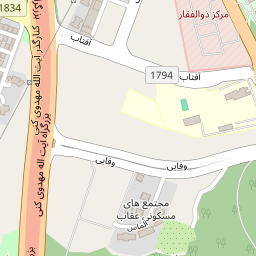 1834
مرکز ذوالفقار
آفتاب
آفتاب
1794
کنارگذر آیت الله مهدوی کنی
بزرگراه آیت اله مهدوی کنی
وفایی
وفایی
مجتمع های
مسکونی عقاب
الماس